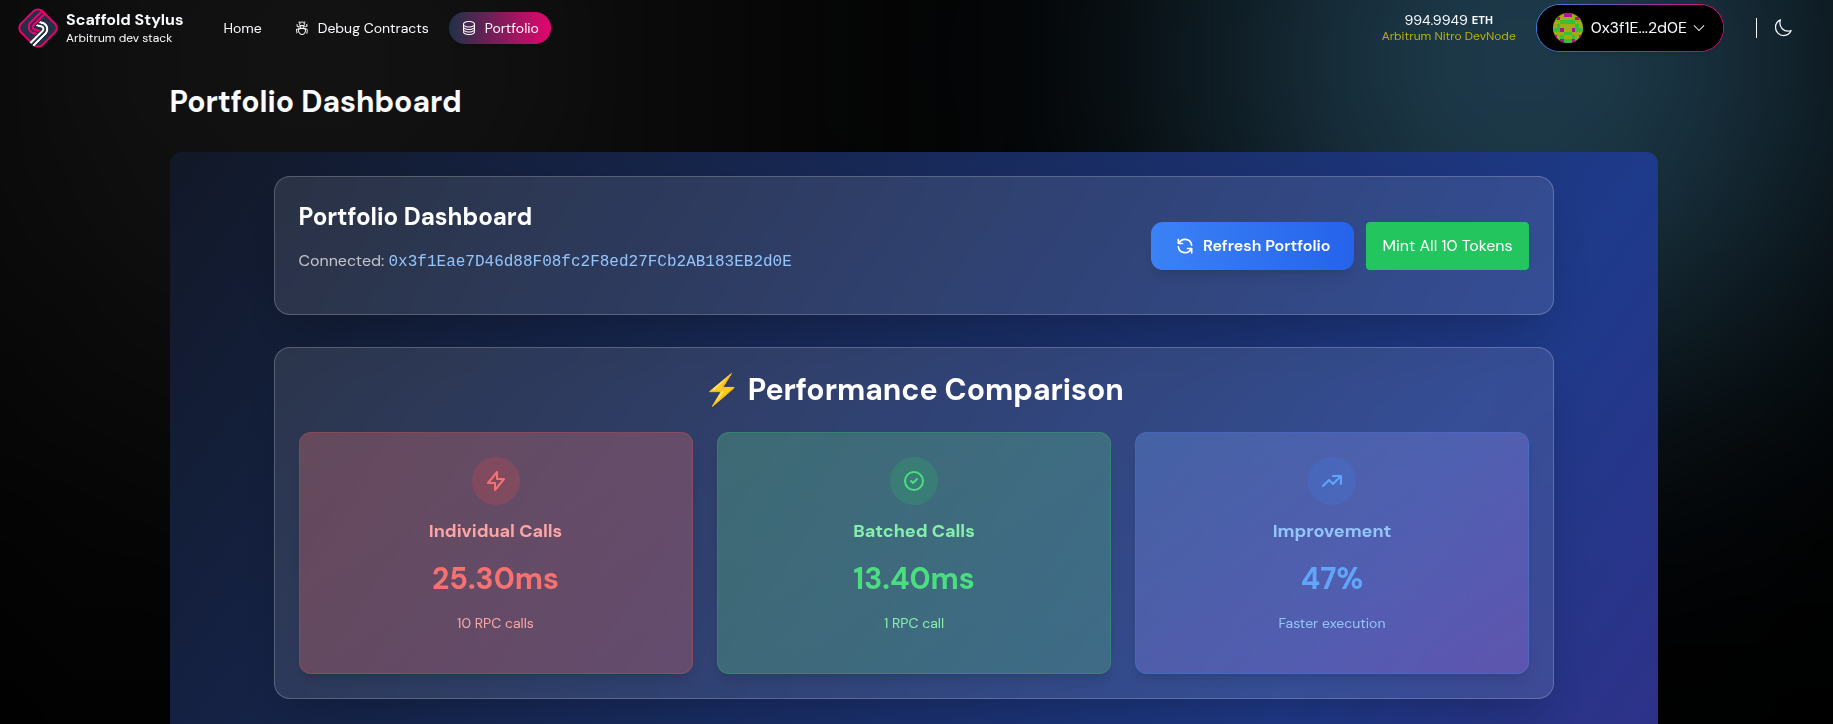 Scaffold Stylus
Arbitrum dev stack
Home
Debug Contracts
Portfolio
994.9949 ETH
Arbitrum Nitro DevNode
0x3f1E...2d0E
Portfolio Dashboard
Portfolio Dashboard
Connected: 0x3f1Eae7D46d88F08fc2F8ed27FCb2AB183EB2d0E
Refresh Portfolio
Mint All 10 Tokens
⚡ Performance Comparison
Individual Calls
25.30ms
10 RPC calls
Batched Calls
13.40ms
1 RPC call
Improvement
47%
Faster execution